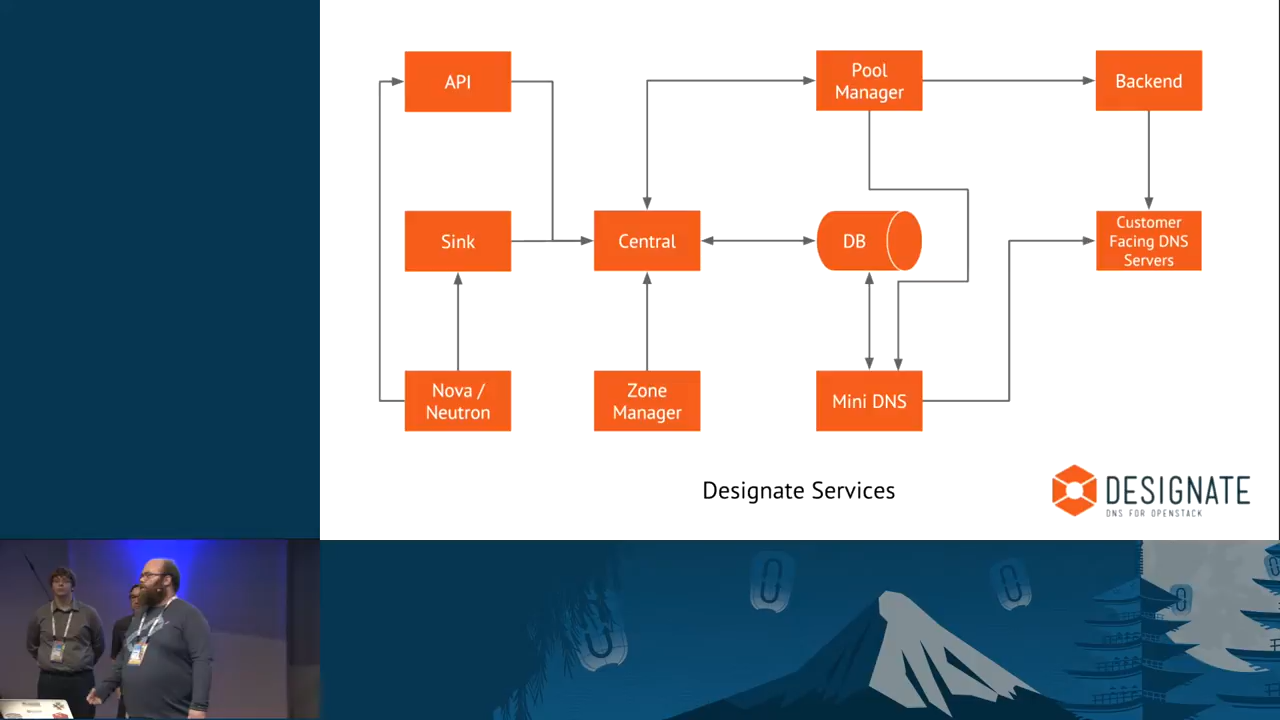 API
Pool
Manager
Backend
Sink
Central
DB
Customer
Facing DNS
Servers
Nova /
Neutron
Zone
Manager
Mini DNS
Designate Services
DESIGNATE
DNS FOR OPENSTACK